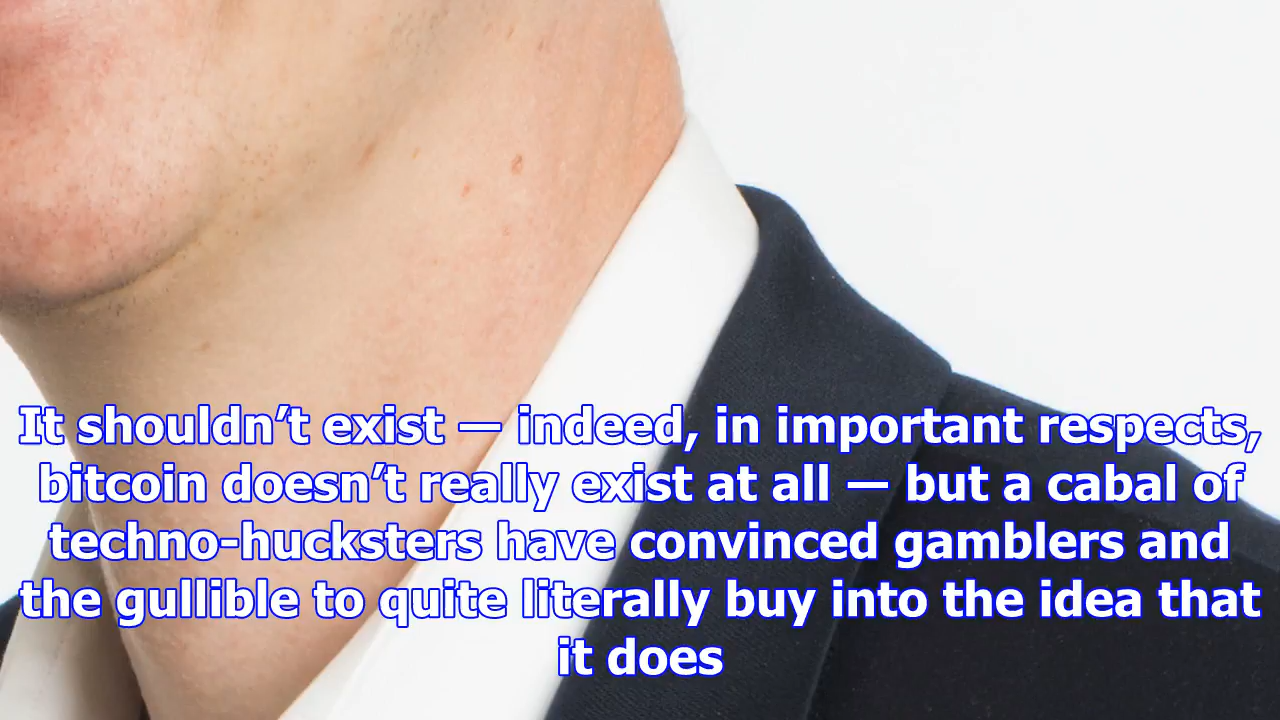 It shouldn’t exist — indeed, in important respects,
bitcoin doesn’t really exist at all — but a cabal of
techno-hucksters have convinced gamblers and
the gullible to quite literally buy into the idea that
it does